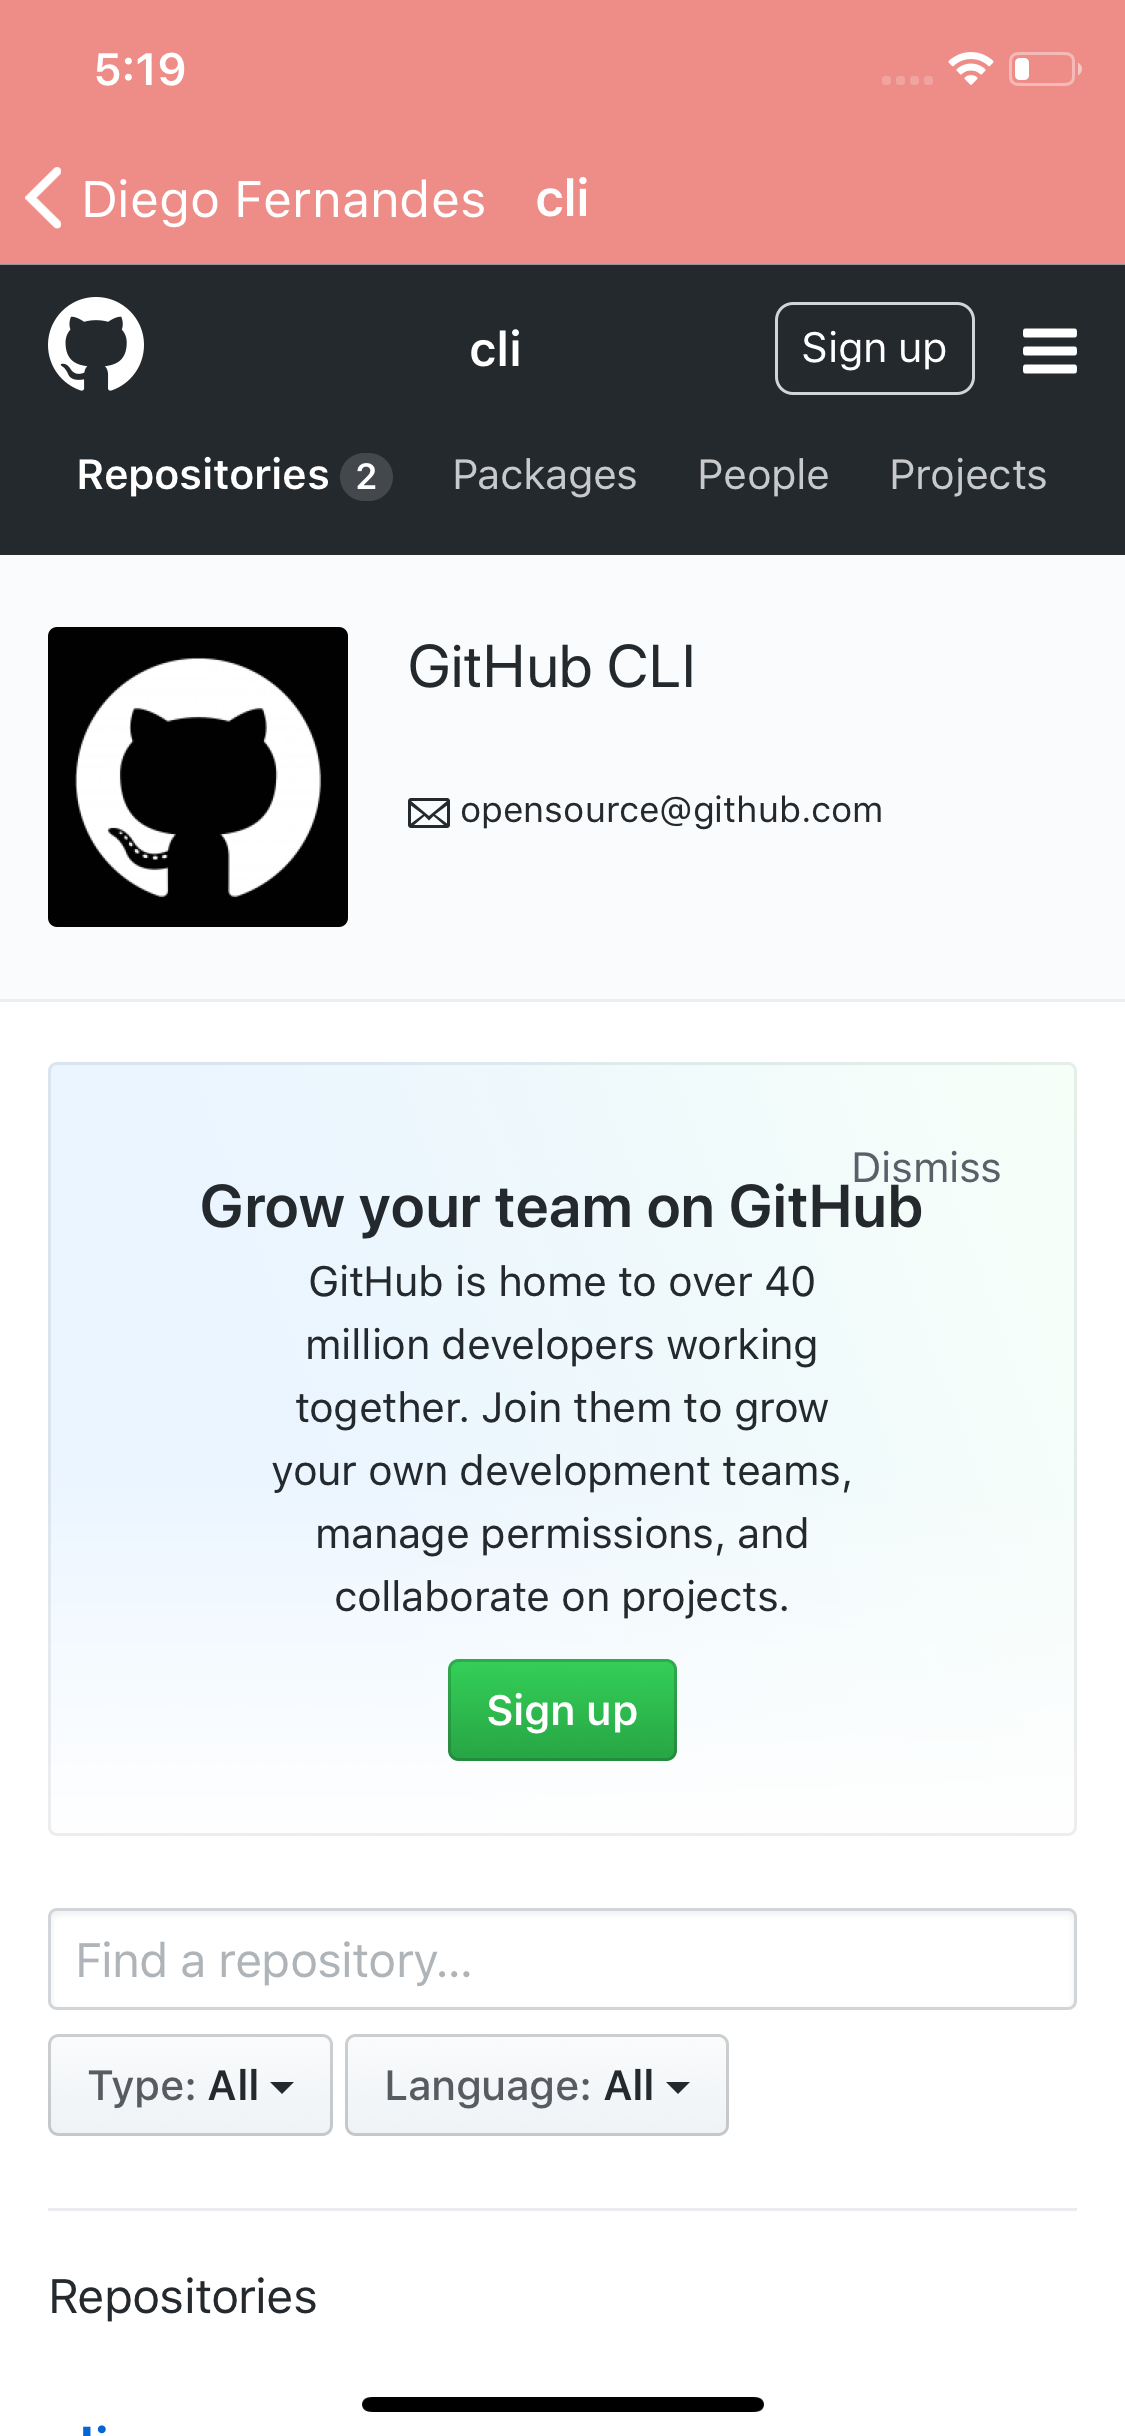 5:19
Diego Fernandes cli
cli Sign up
Repositories 2 Packages People Projects
GitHub CLI
opensource@github.com
Dismiss
Grow your team on GitHub
GitHub is home to over 40
million developers working
together. Join them to grow
your own development teams,
manage permissions, and
collaborate on projects.
Sign up
Find a repository...
Type: All Language: All
Repositories